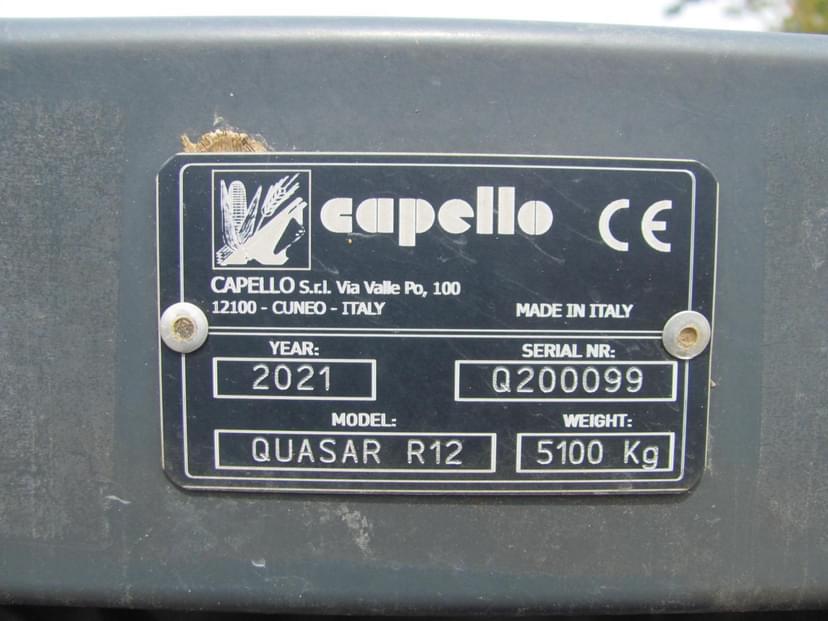 capello CE
CAPELLO S.r.l. Via Valle Po, 100
12100 - CUNEO - ITALY MADE IN ITALY
YEAR: SERIAL NR:
2021 Q200099
MODEL: WEIGHT:
QUASAR R12 5100 Kg